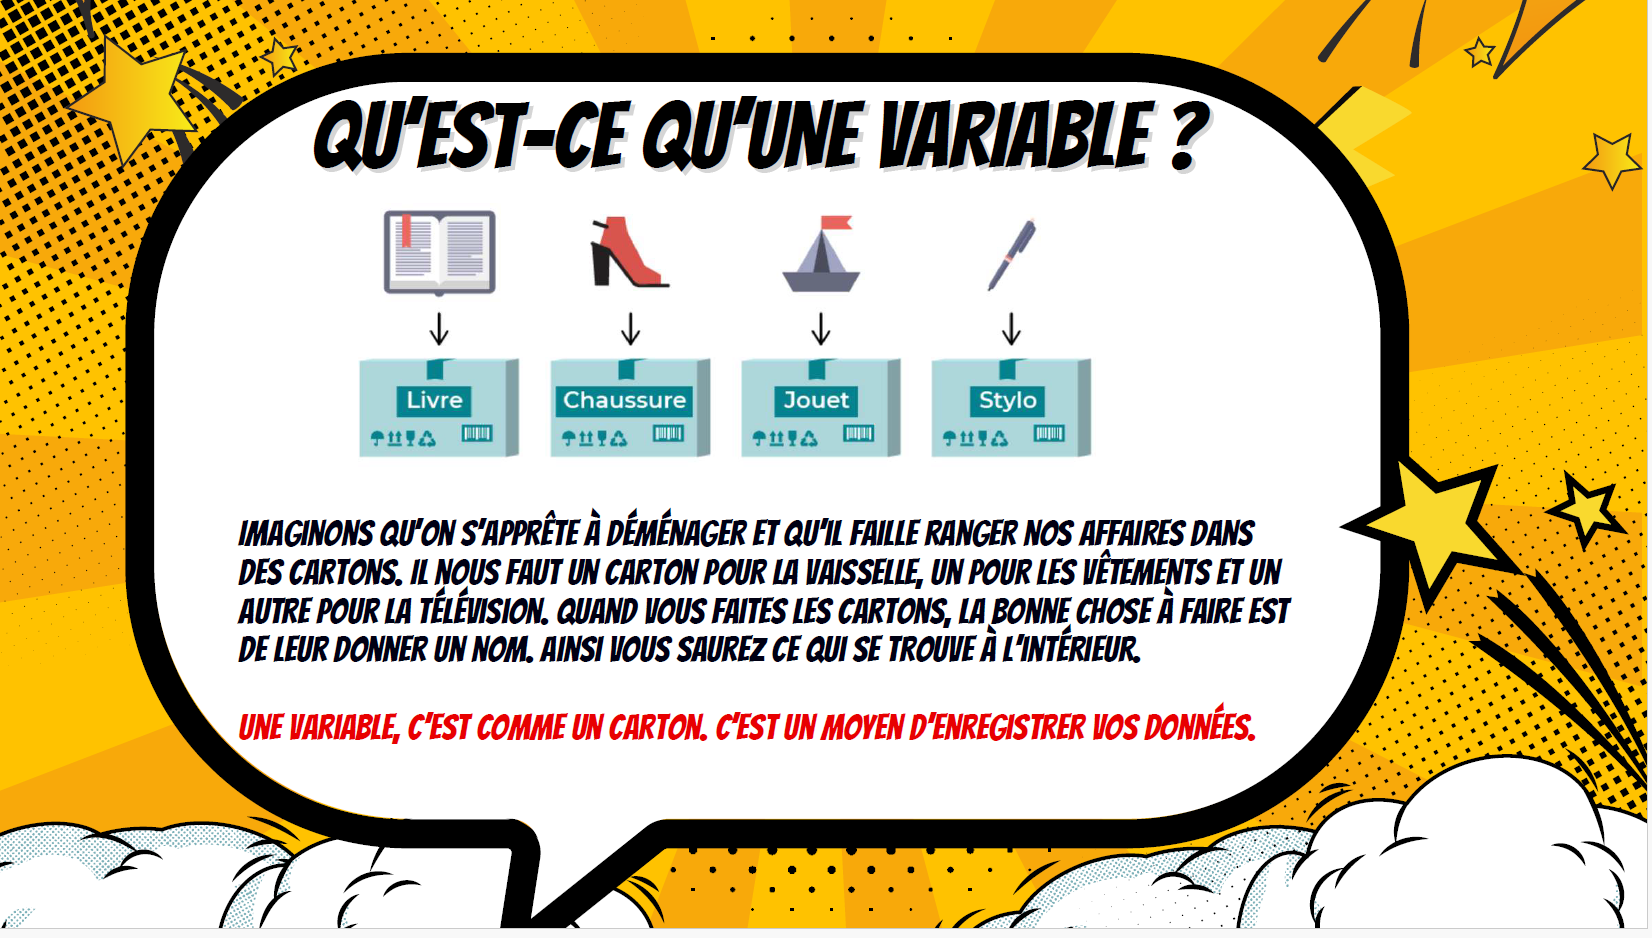 QU'EST-CE QU'UNE VARIABLE ?
Livre
Chaussure
Jouet
Stylo
IMAGINONS QU'ON S'APPRÊTE À DÉMÉNAGER ET QU'IL FAILLE RANGER NOS AFFAIRES DANS
DES CARTONS. IL NOUS FAUT UN CARTON POUR LA VAISSELLE, UN POUR LES VÊTEMENTS ET UN
AUTRE POUR LA TÉLÉVISION. QUAND VOUS FAITES LES CARTONS, LA BONNE CHOSE À FAIRE EST
DE LEUR DONNER UN NOM. AINSI VOUS SAUREZ CE QUI SE TROUVE À L'INTÉRIEUR.
UNE VARIABLE, C'EST COMME UN CARTON. C'EST UN MOYEN D'ENREGISTRER VOS DONNÉES.